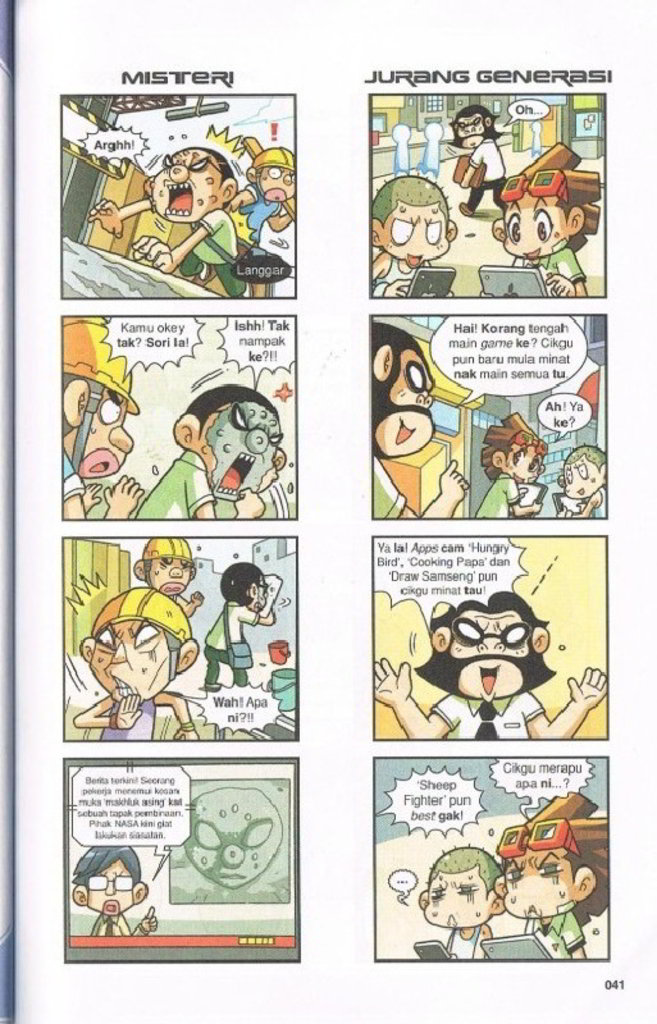 MISTERI
Arghh!
Langgar
Kamu okey
tak? Sori la!
Ishh! Tak
nampak
ke?!!
Wah!! Apa
ni?!!
Berita terkini! Seorang
pekerja menemui kesan
muka 'makhluk asing' kat
sebuah tapak pembinaan.
Pihak NASA kini giat
lakukan siasatan.
JURANG GENERASI
Oh...
Hai! Korang tengah
main game ke? Cikgu
pun baru mula minat
nak main semua tu.
Ah! Ya
ke?
Ya la! Apps cam 'Hungry
Bird', 'Cooking Papa' dan
'Draw Samseng' pun
cikgu minat tau!
'Sheep
Fighter' pun
best gak!
Cikgu merapu
apa ni...?
...
041